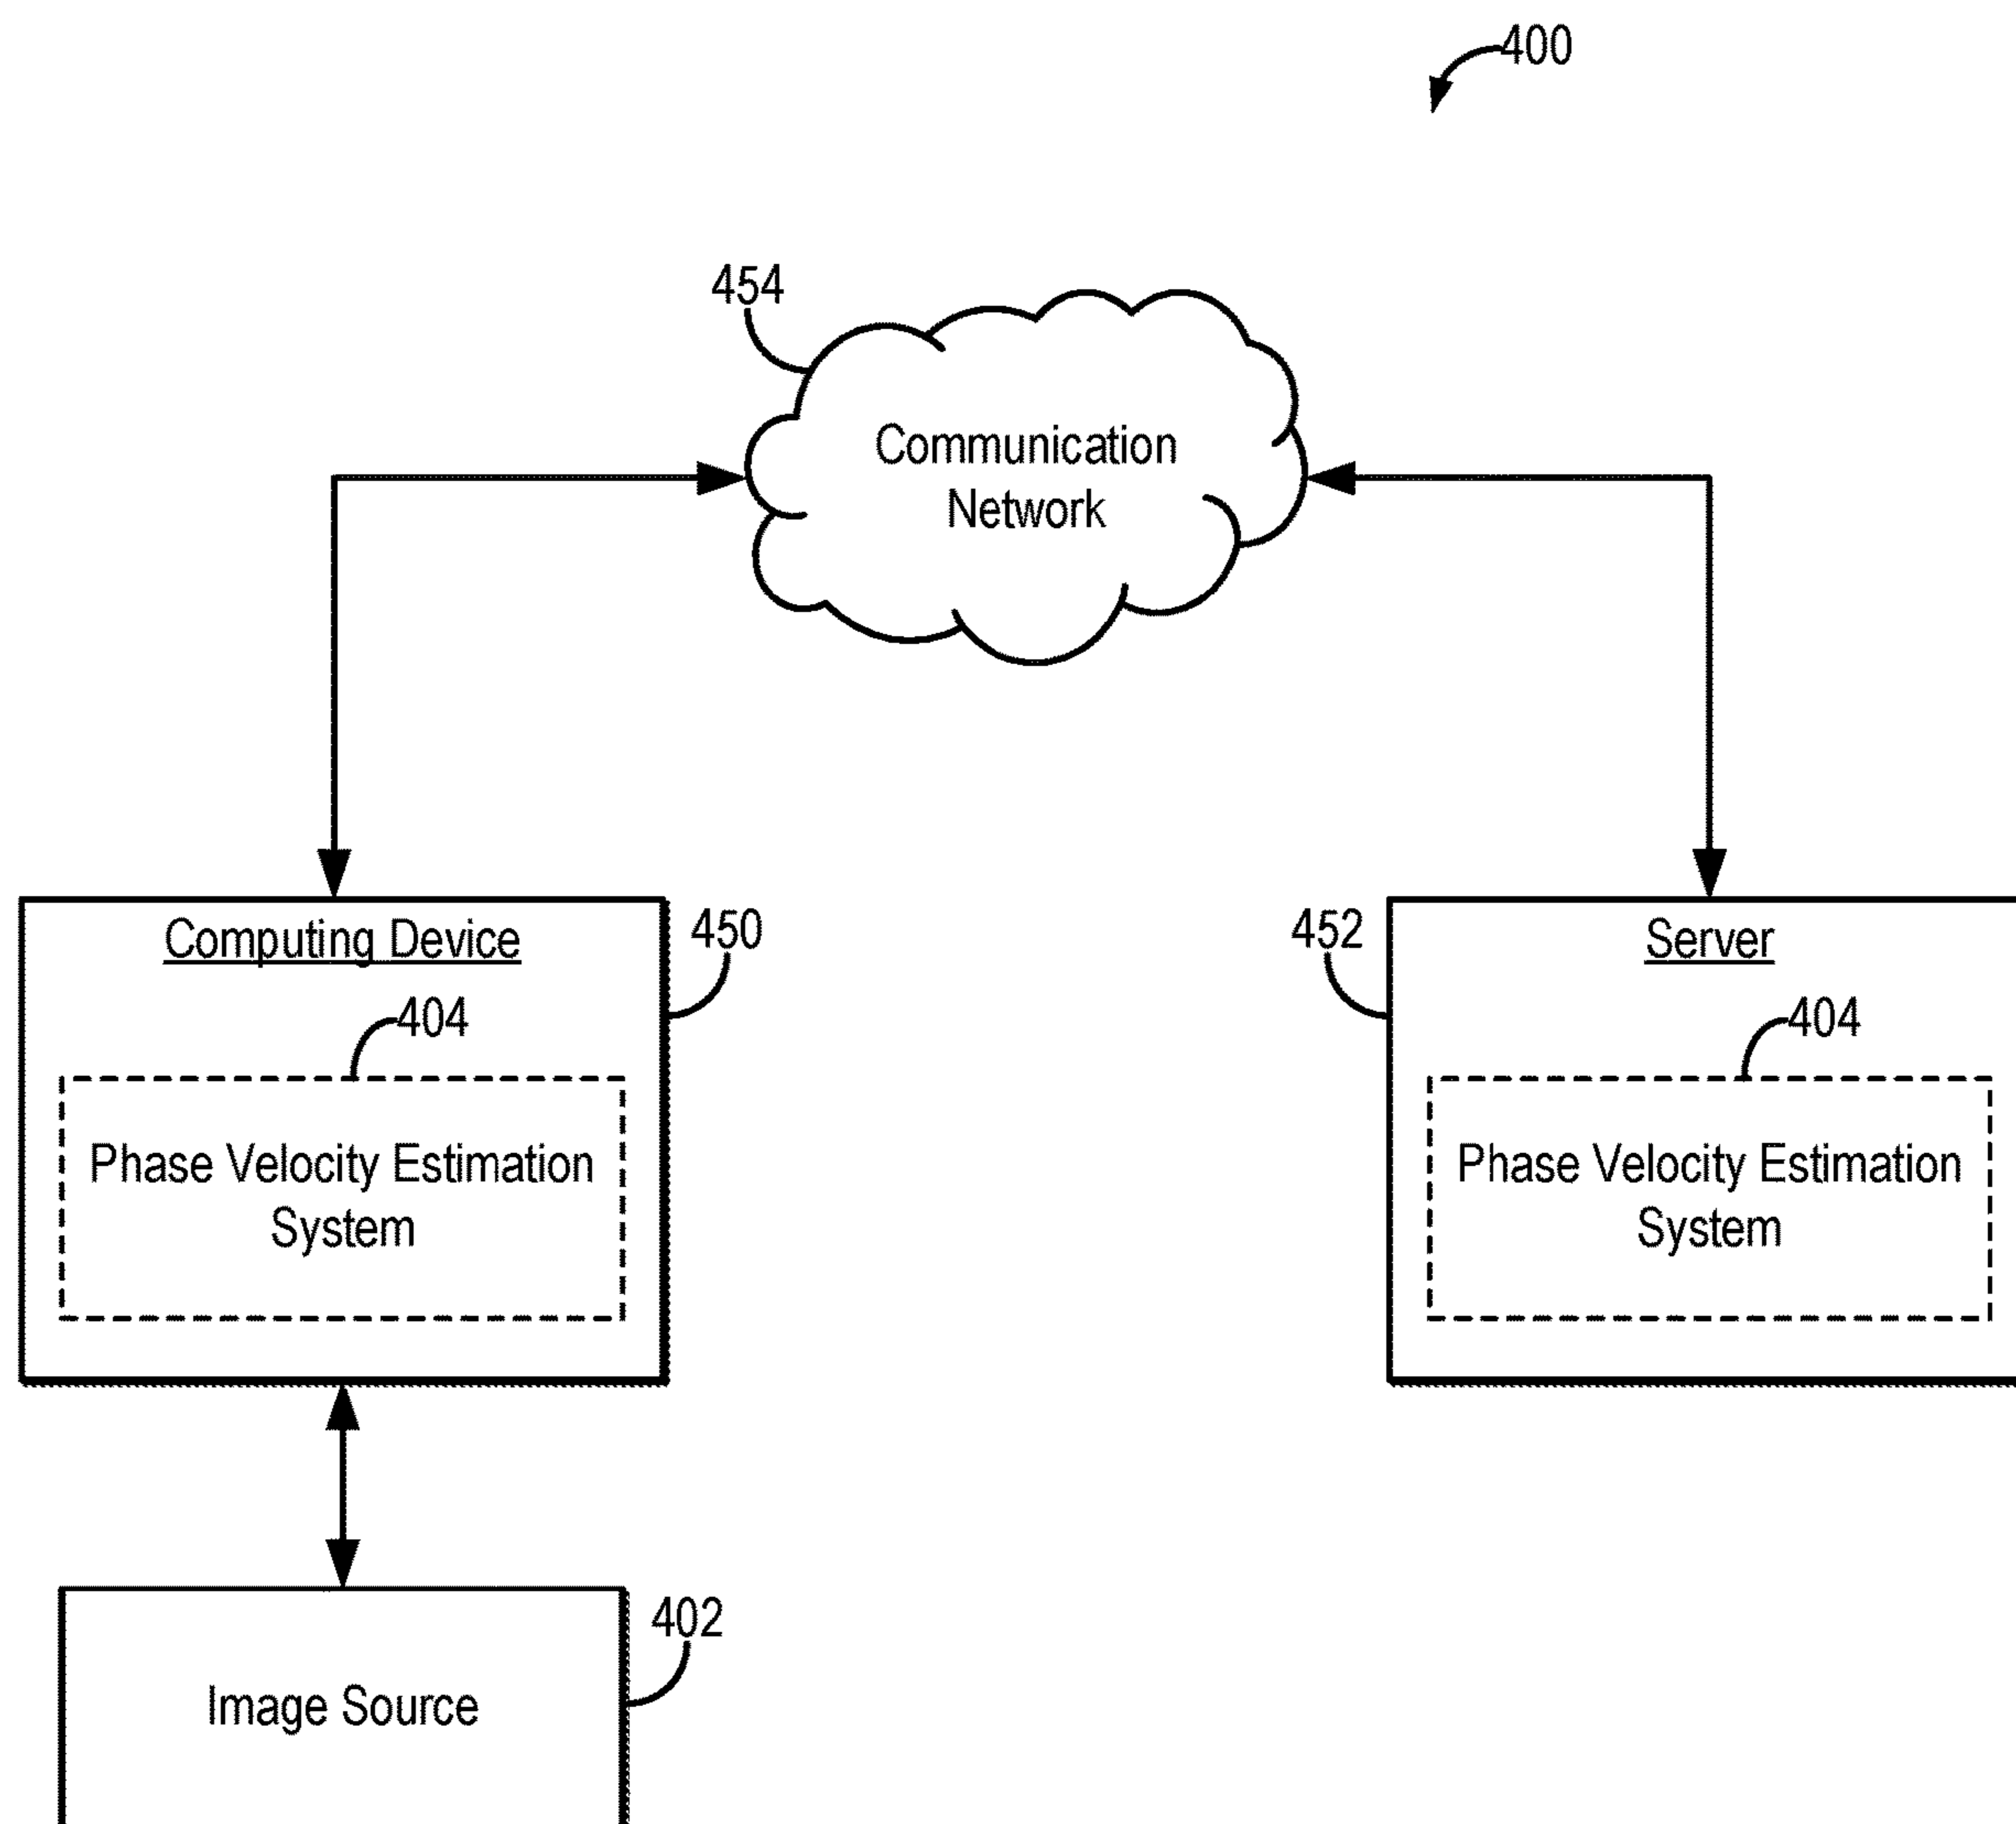 400
454
Communication
Network
Computing Device
450
452
Server
404
404
Phase Velocity Estimation
System
Phase Velocity Estimation
System
402
Image Source